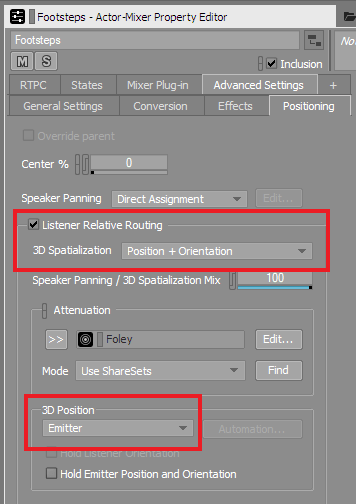 Footsteps - Actor-Mixer Property Editor
Footsteps
M S Inclusion
RTPC States Mixer Plug-in Advanced Settings +
General Settings Conversion Effects Positioning
Override parent
Center % 0
Speaker Panning Direct Assignment Edit...
Listener Relative Routing
3D Spatialization Position + Orientation
Speaker Panning / 3D Spatialization Mix 100
Attenuation
>> Foley Edit...
Mode Use ShareSets Find
3D Position
Emitter Automation...
Hold Listener Orientation
Hold Emitter Position and Orientation